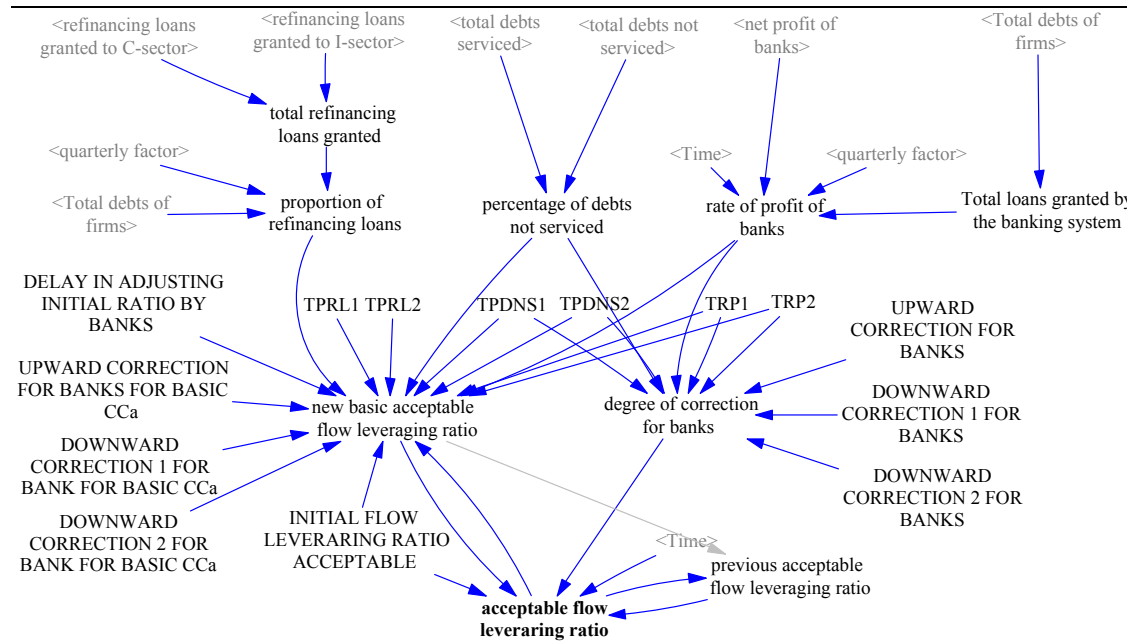 <refinancing loans
granted to C-sector>
<refinancing loans
granted to I-sector>
<total debts
serviced>
<total debts not
serviced>
<net profit of
banks>
<Total debts of
firms>
total refinancing
loans granted
<quarterly factor>
<Time>
<quarterly factor>
<Total debts of
firms>
proportion of
refinancing loans
percentage of debts
not serviced
rate of profit of
banks
Total loans granted by
the banking system
DELAY IN ADJUSTING
INITIAL RATIO BY
BANKS
TPRL1
TPRL2
TPDNS1
TPDNS2
TRP1
TRP2
UPWARD
CORRECTION FOR
BANKS
UPWARD CORRECTION
FOR BANKS FOR BASIC
CCa
new basic acceptable
flow leveraging ratio
degree of correction
for banks
DOWNWARD
CORRECTION 1 FOR
BANKS
DOWNWARD
CORRECTION 1 FOR
BANK FOR BASIC CCa
DOWNWARD
CORRECTION 2 FOR
BANKS
DOWNWARD
CORRECTION 2 FOR
BANK FOR BASIC CCa
INITIAL FLOW
LEVERARING RATIO
ACCEPTABLE
<Time>
previous acceptable
flow leveraging ratio
acceptable flow
leveraring ratio